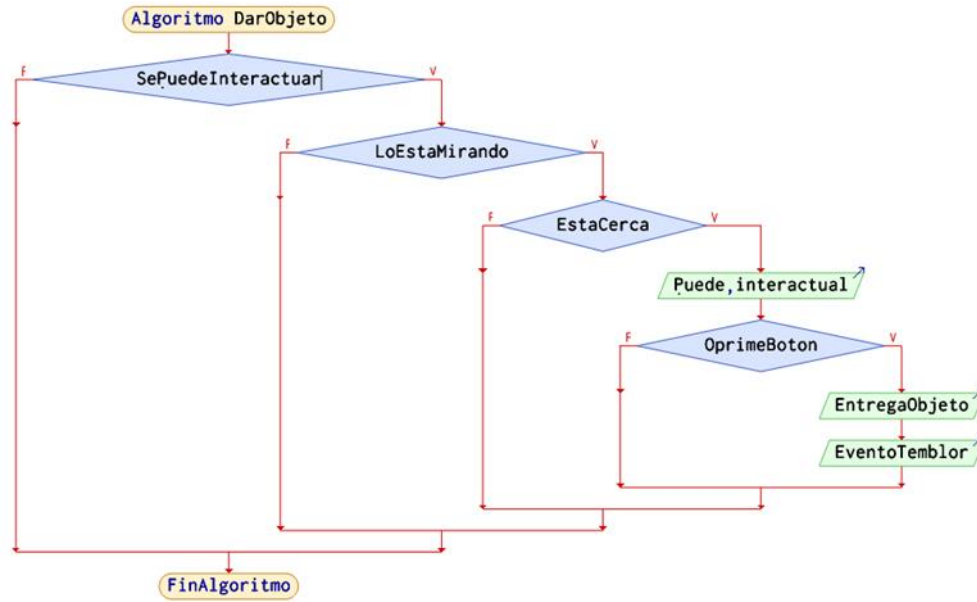 Algoritmo DarObjeto
SePuedeInteractuar
F
V
LoEstaMirando
F
V
EstaCerca
F
V
Puede,interactual
OprimeBoton
F
V
EntregaObjeto
EventoTemblor
FinAlgoritmo